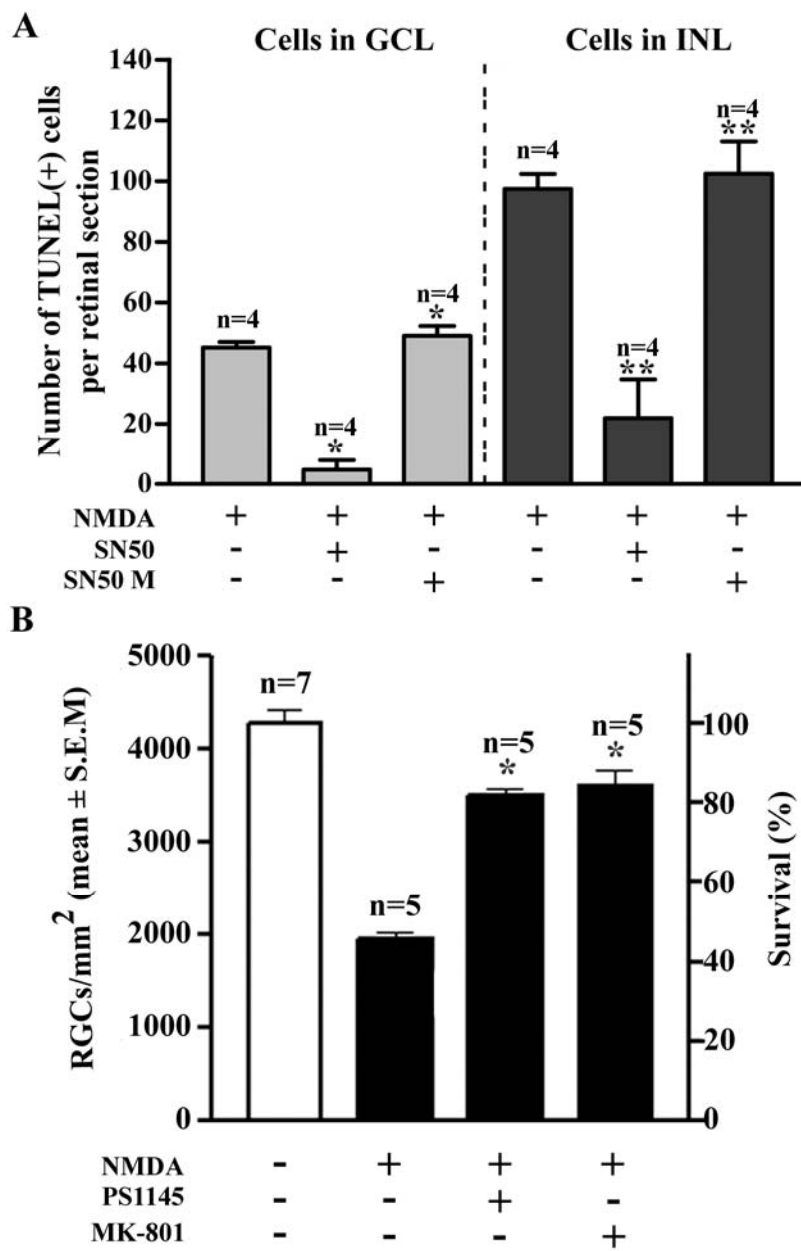 A
Cells in GCL
Cells in INL
Number of TUNEL(+) cells
per retinal section
140
120
100
80
60
40
20
0
n=4
n=4
*
n=4
*
n=4
n=4
**
n=4
**
NMDA + + + + + +
SN50 - + - - + -
SN50 M - - + - - +
B
RGCs/mm² (mean ± S.E.M)
5000
4000
3000
2000
1000
0
n=7
n=5
n=5
*
n=5
*
100
80
60
40
20
0
Survival (%)
NMDA - + + +
PS1145 - - + -
MK-801 - - - +